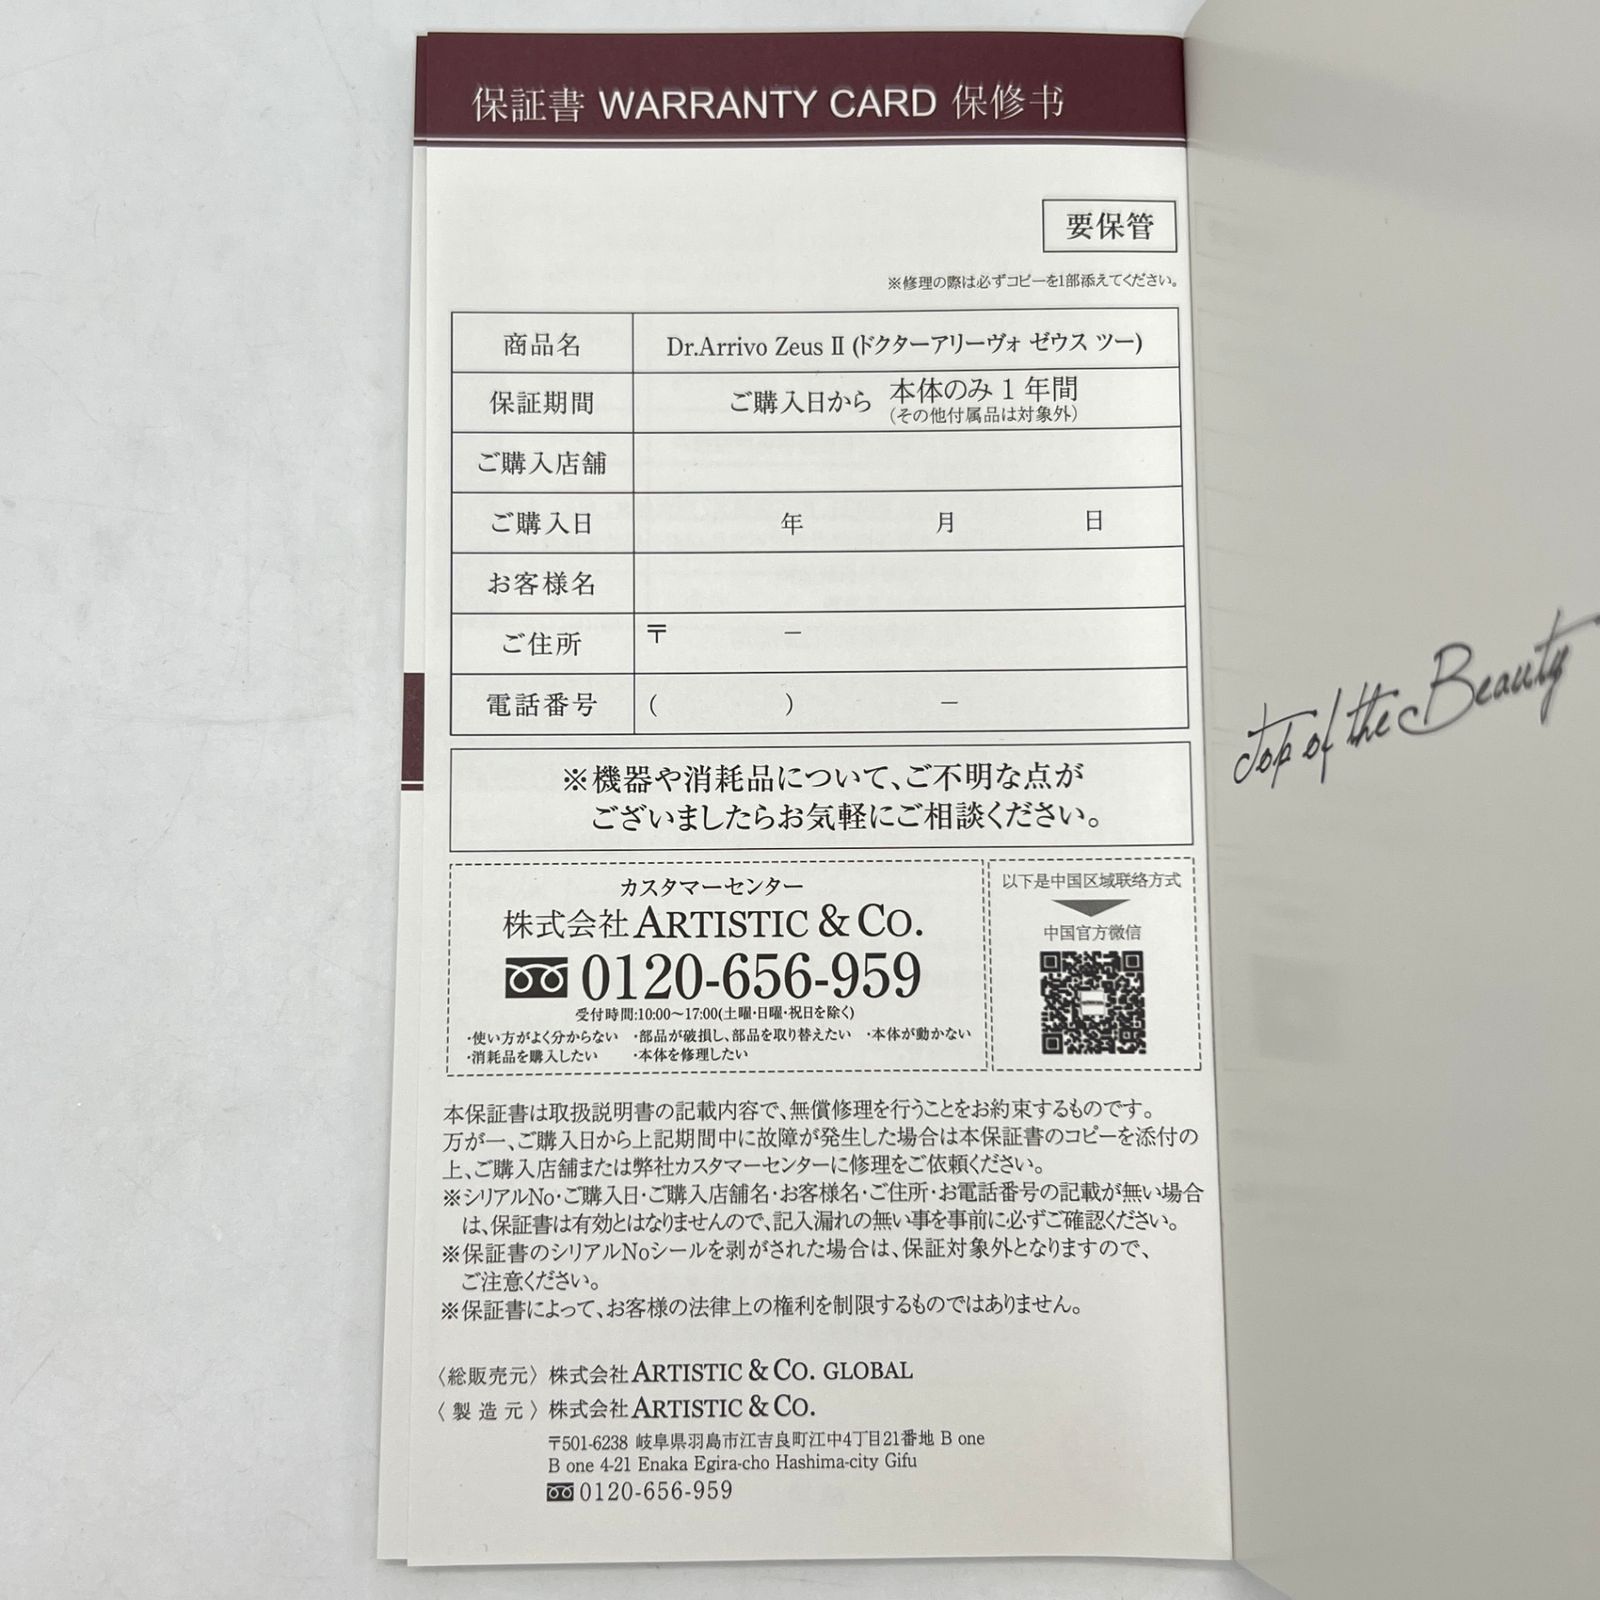 保証書 WARRANTY CARD 保修书
要保管
※修理の際は必ずコピーを1部添えてください。
商品名 Dr.Arrivo Zeus II (ドクターアリーヴォ ゼウス ツー)
保証期間 ご購入日から 本体のみ 1 年間
(その他付属品は対象外)
ご購入店舗
ご購入日 年 月 日
お客様名
ご住所 〒 −
電話番号 ( ) −
※機器や消耗品について、ご不明な点が
ございましたらお気軽にご相談ください。
カスタマーセンター
株式会社 ARTISTIC & CO.
0120-656-959
受付時間:10:00〜17:00(土曜・日曜・祝日を除く)
・使い方がよく分からない ・部品が破損し、部品を取り替えたい ・本体が動かない
・消耗品を購入したい ・本体を修理したい
以下是中国区域联络方式
中国官方微信
本保証書は取扱説明書の記載内容で、無償修理を行うことをお約束するものです。
万が一、ご購入日から上記期間中に故障が発生した場合は本保証書のコピーを添付の
上、ご購入店舗または弊社カスタマーセンターに修理をご依頼ください。
※シリアルNo・ご購入日・ご購入店舗名・お客様名・ご住所・お電話番号の記載が無い場合
は、保証書は有効とはなりませんので、記入漏れの無い事を事前に必ずご確認ください。
※保証書のシリアルNoシールを剥がされた場合は、保証対象外となりますので、
ご注意ください。
※保証書によって、お客様の法律上の権利を制限するものではありません。
〈総販売元〉 株式会社 ARTISTIC & CO. GLOBAL
〈製造元〉 株式会社 ARTISTIC & CO.
〒501-6238 岐阜県羽島市江吉良町江中4丁目21番地 B one
B one 4-21 Enaka Egira-cho Hashima-city Gifu
0120-656-959
Top of the Beauty